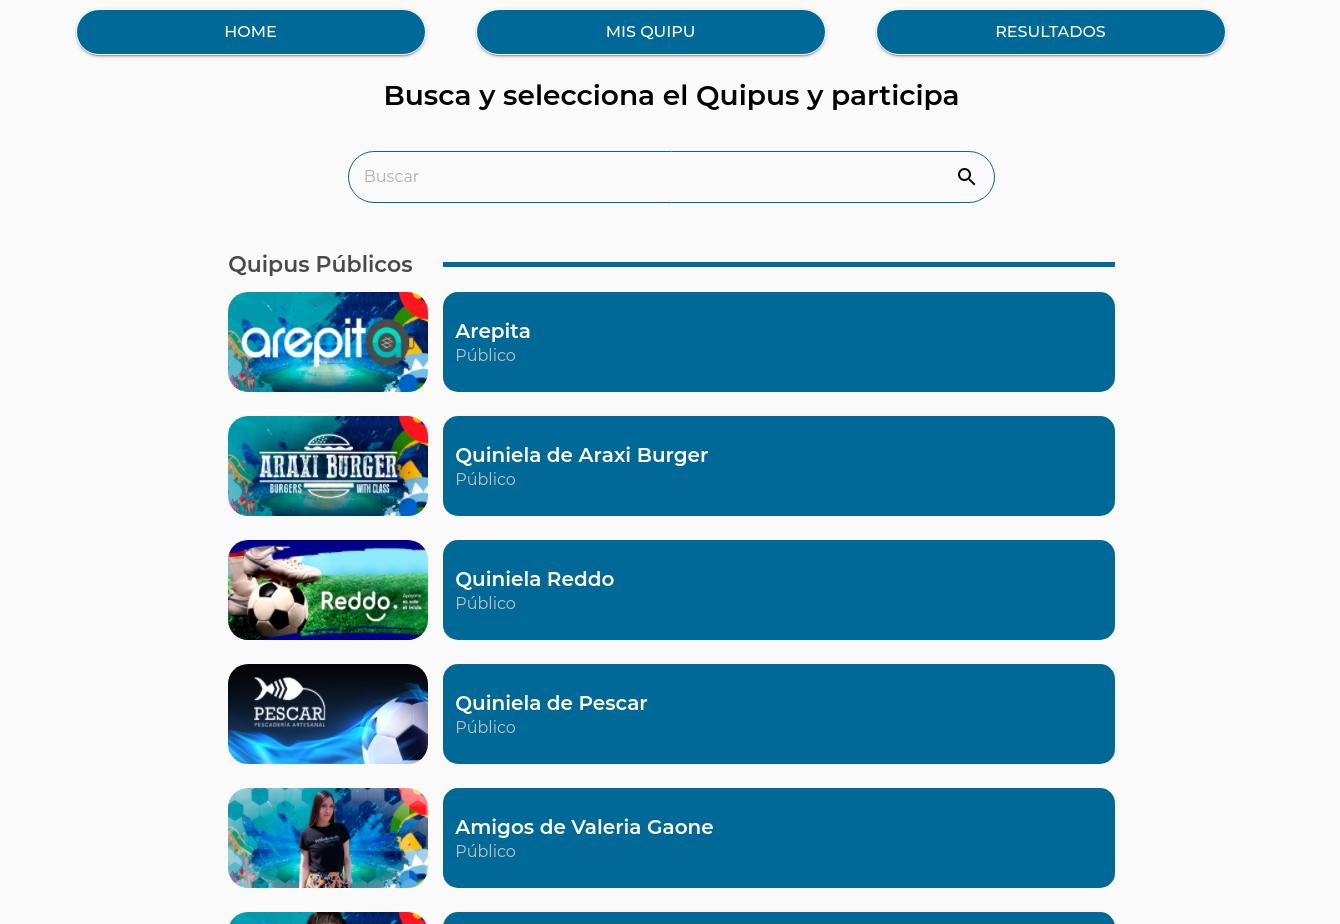 HOME
MIS QUIPU
RESULTADOS
Busca y selecciona el Quipus y participa
Buscar
Quipus Públicos
arepita
Arepita
Público
ARAXI BURGER
BURGERS WITH CLASS
Quiniela de Araxi Burger
Público
Reddo.
Quiniela Reddo
Público
PESCAR
PESCADERÍA ARTESANAL
Quiniela de Pescar
Público
Amigos de Valeria Gaone
Público